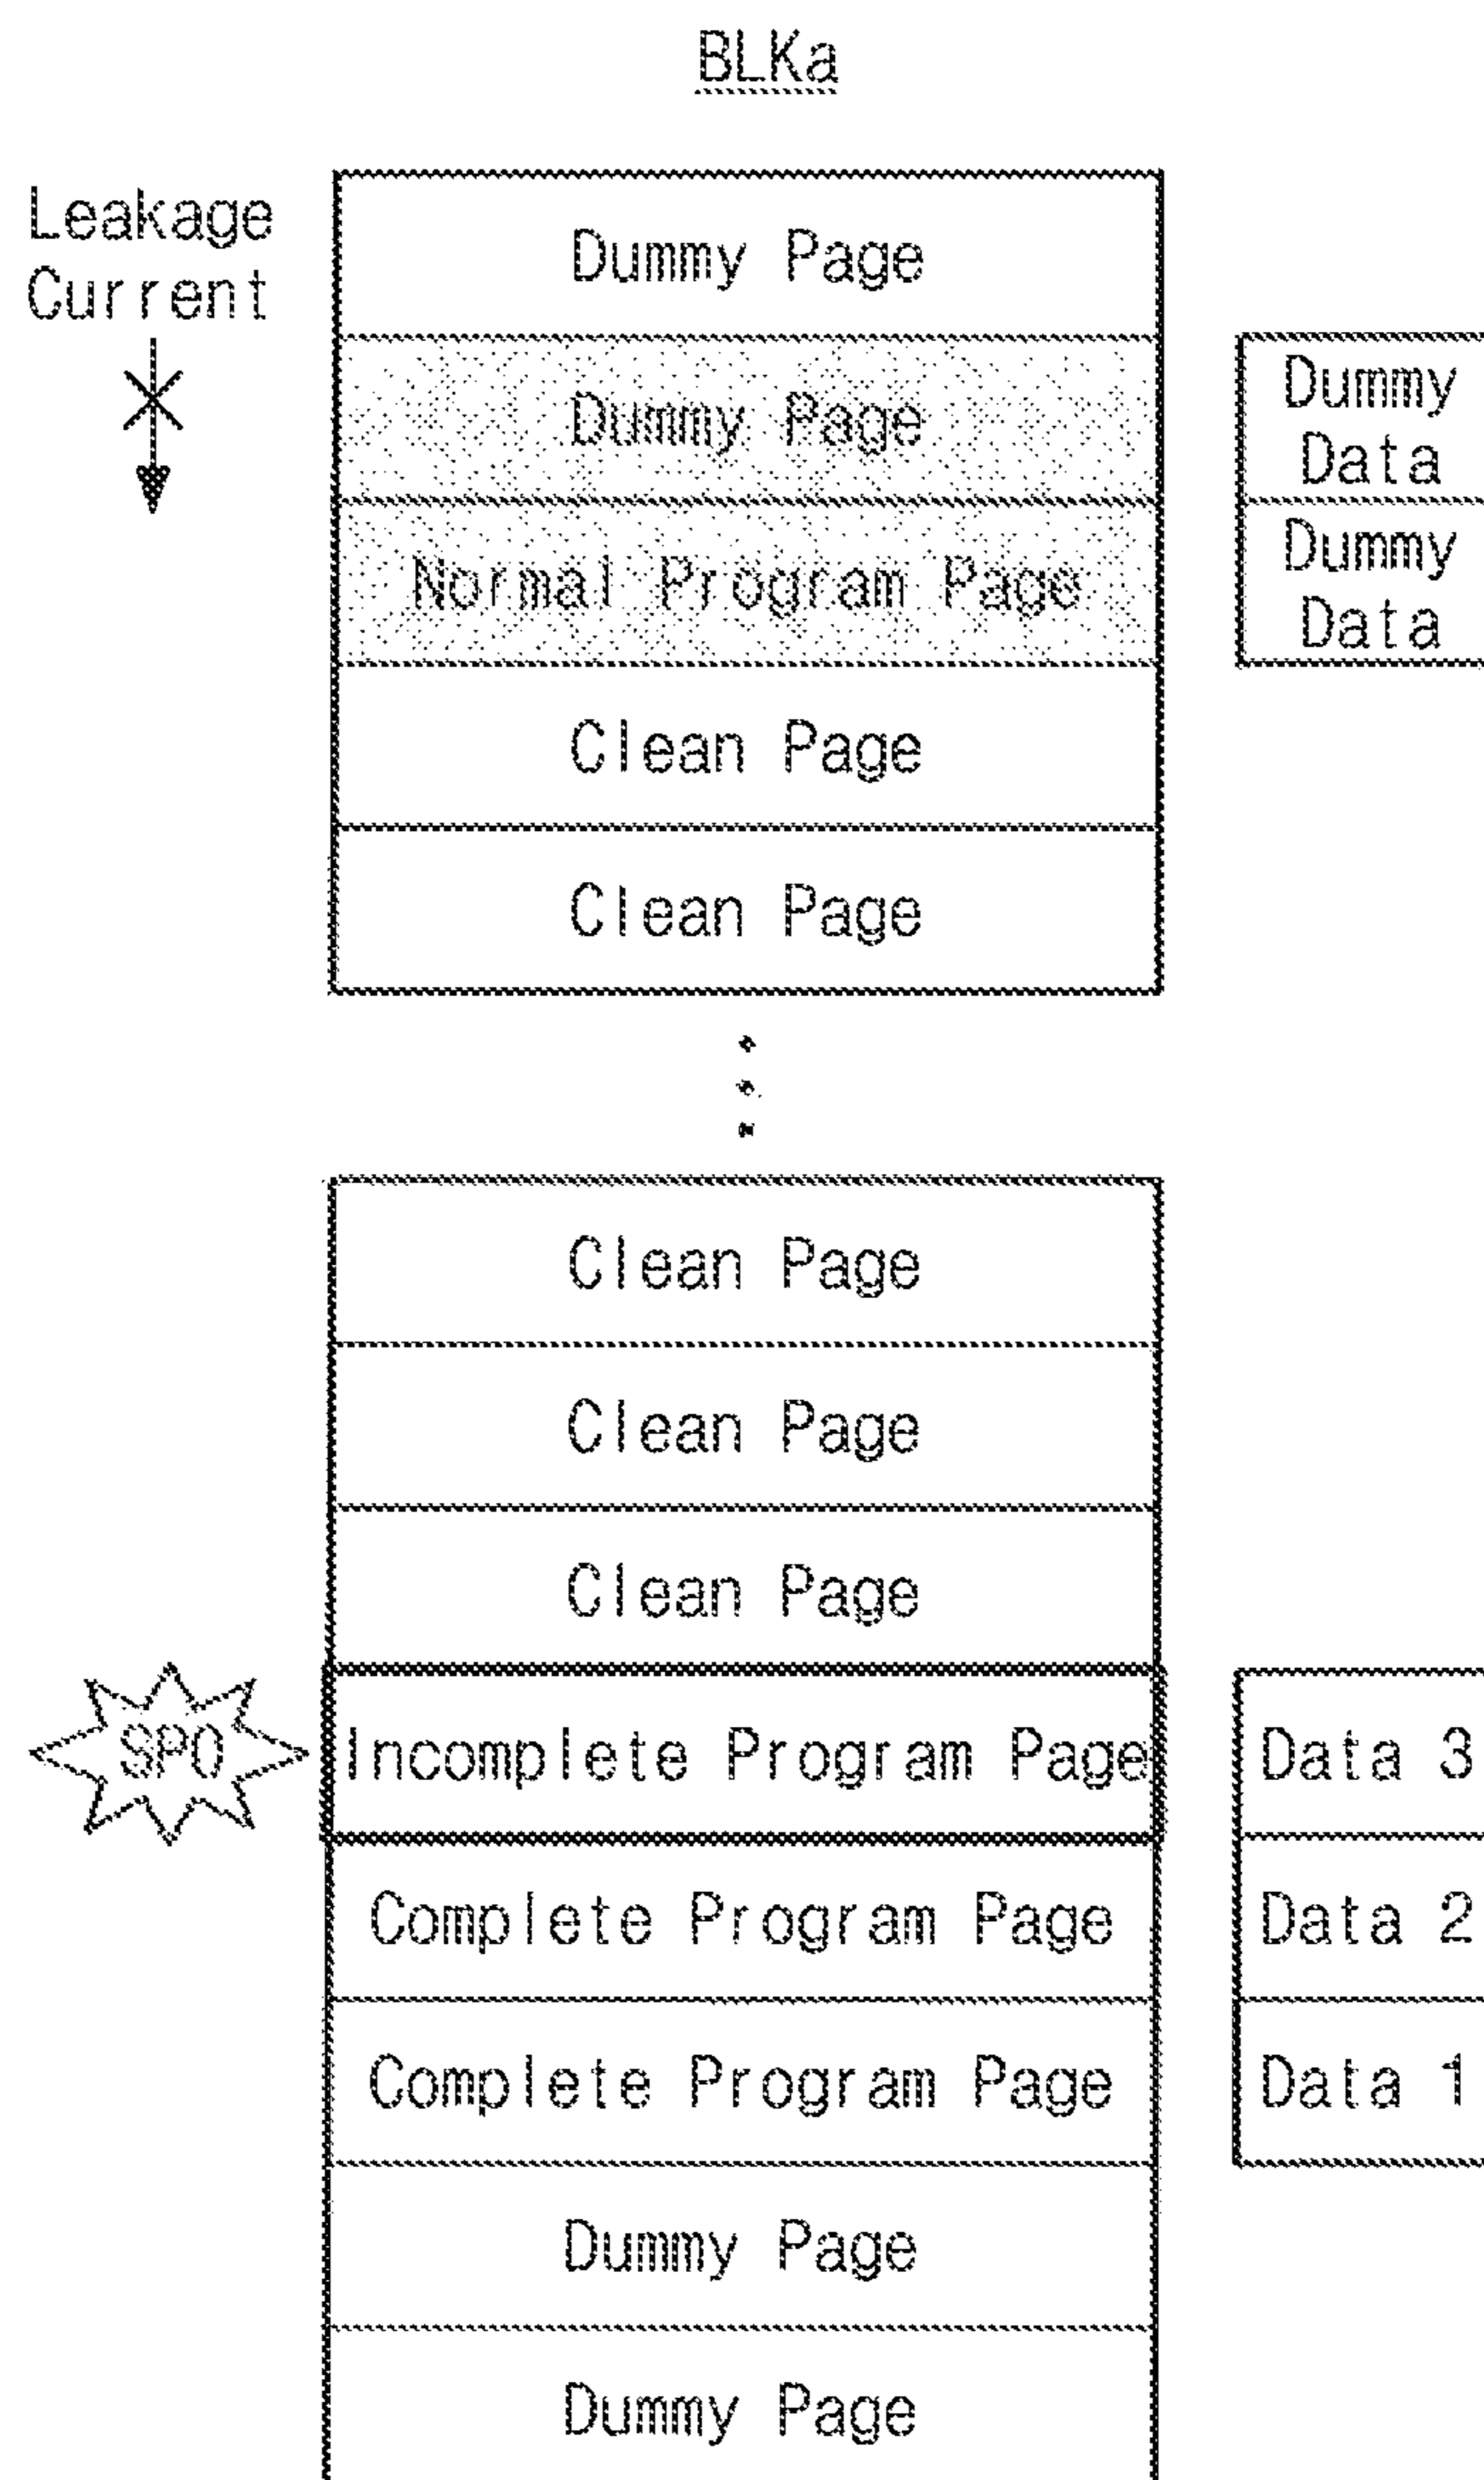 BLKa
Leakage
Current
Dummy Page
Dummy Page
Dummy
Data
Normal Program Page
Dummy
Data
Clean Page
Clean Page
Clean Page
Clean Page
Clean Page
SPO
Incomplete Program Page
Data 3
Complete Program Page
Data 2
Complete Program Page
Data 1
Dummy Page
Dummy Page